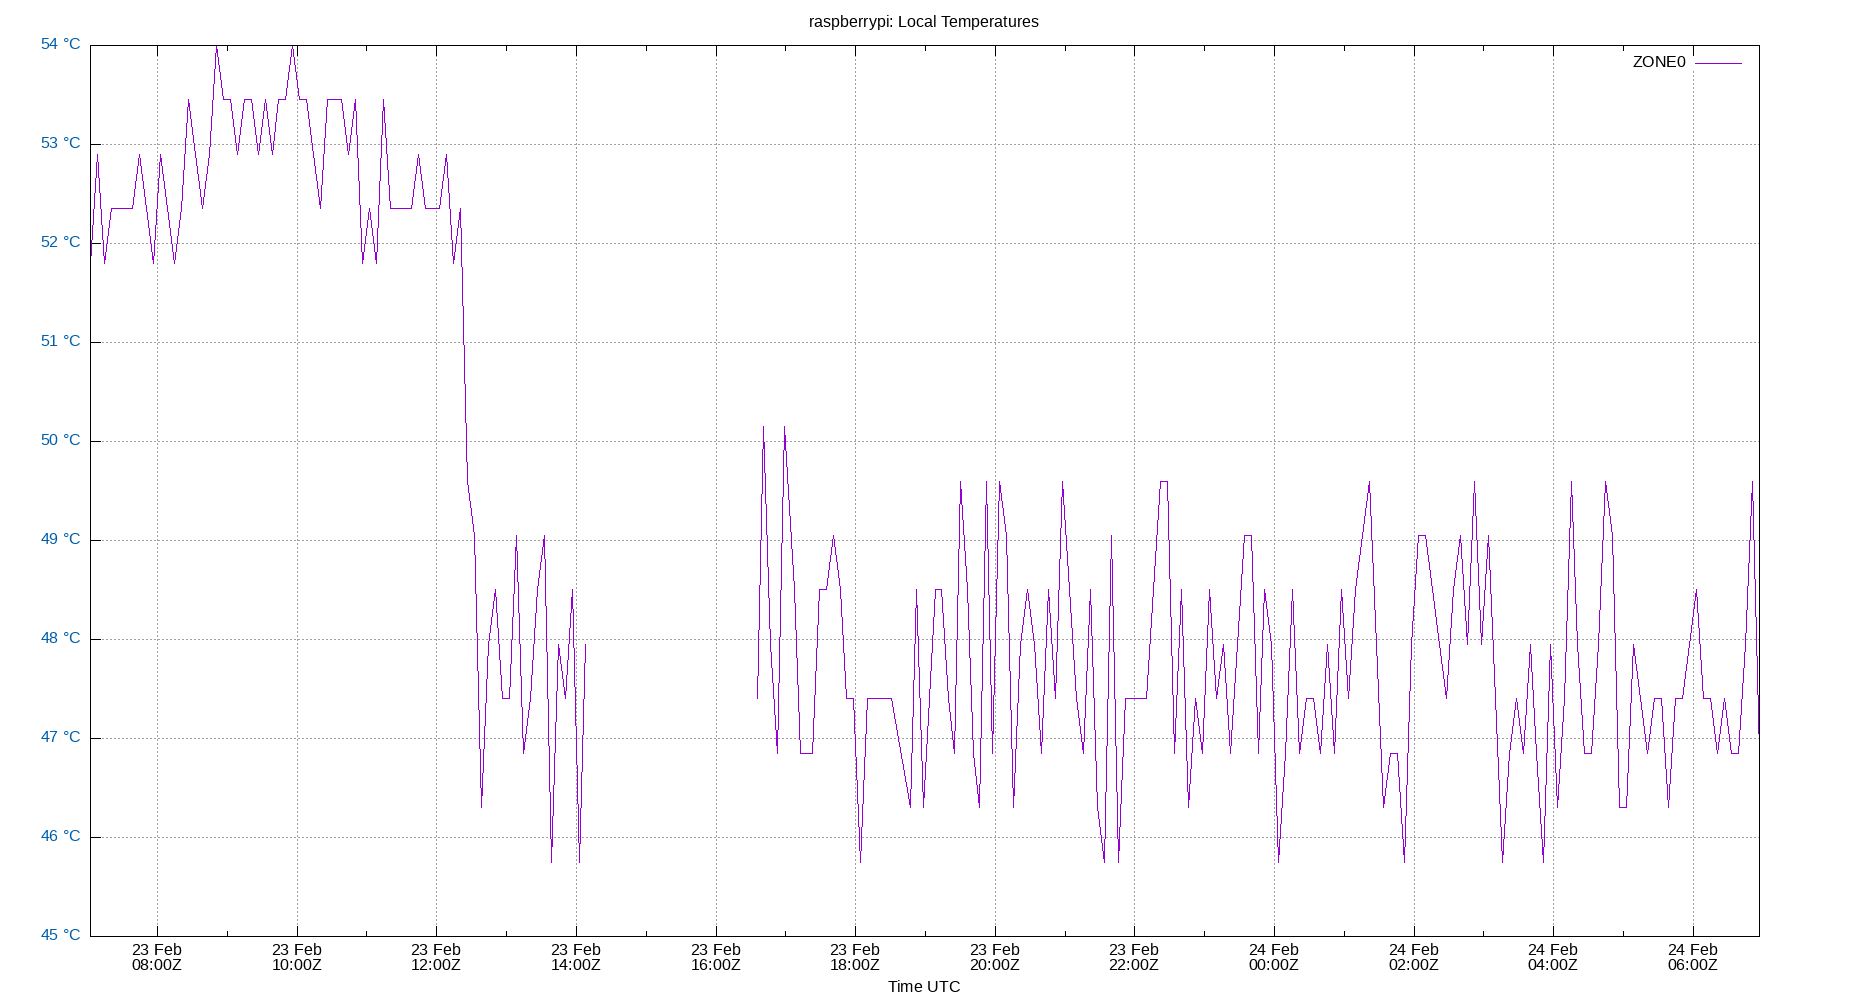 raspberrypi: Local Temperatures
ZONE0
54 °C
53 °C
52 °C
51 °C
50 °C
49 °C
48 °C
47 °C
46 °C
45 °C
23 Feb 23 Feb 23 Feb 23 Feb 23 Feb 23 Feb 23 Feb 23 Feb 24 Feb 24 Feb 24 Feb 24 Feb
08:00Z 10:00Z 12:00Z 14:00Z 16:00Z 18:00Z 20:00Z 22:00Z 00:00Z 02:00Z 04:00Z 06:00Z
Time UTC